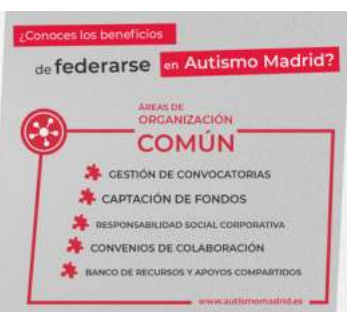 ¿Conoces los beneficios
de federarse en Autismo Madrid?
ÁREAS DE
ORGANIZACIÓN
COMÚN
GESTIÓN DE CONVOCATORIAS
CAPTACIÓN DE FONDOS
RESPONSABILIDAD SOCIAL CORPORATIVA
CONVENIOS DE COLABORACIÓN
BANCO DE RECURSOS Y APOYOS COMPARTIDOS
www.autismomadrid.es